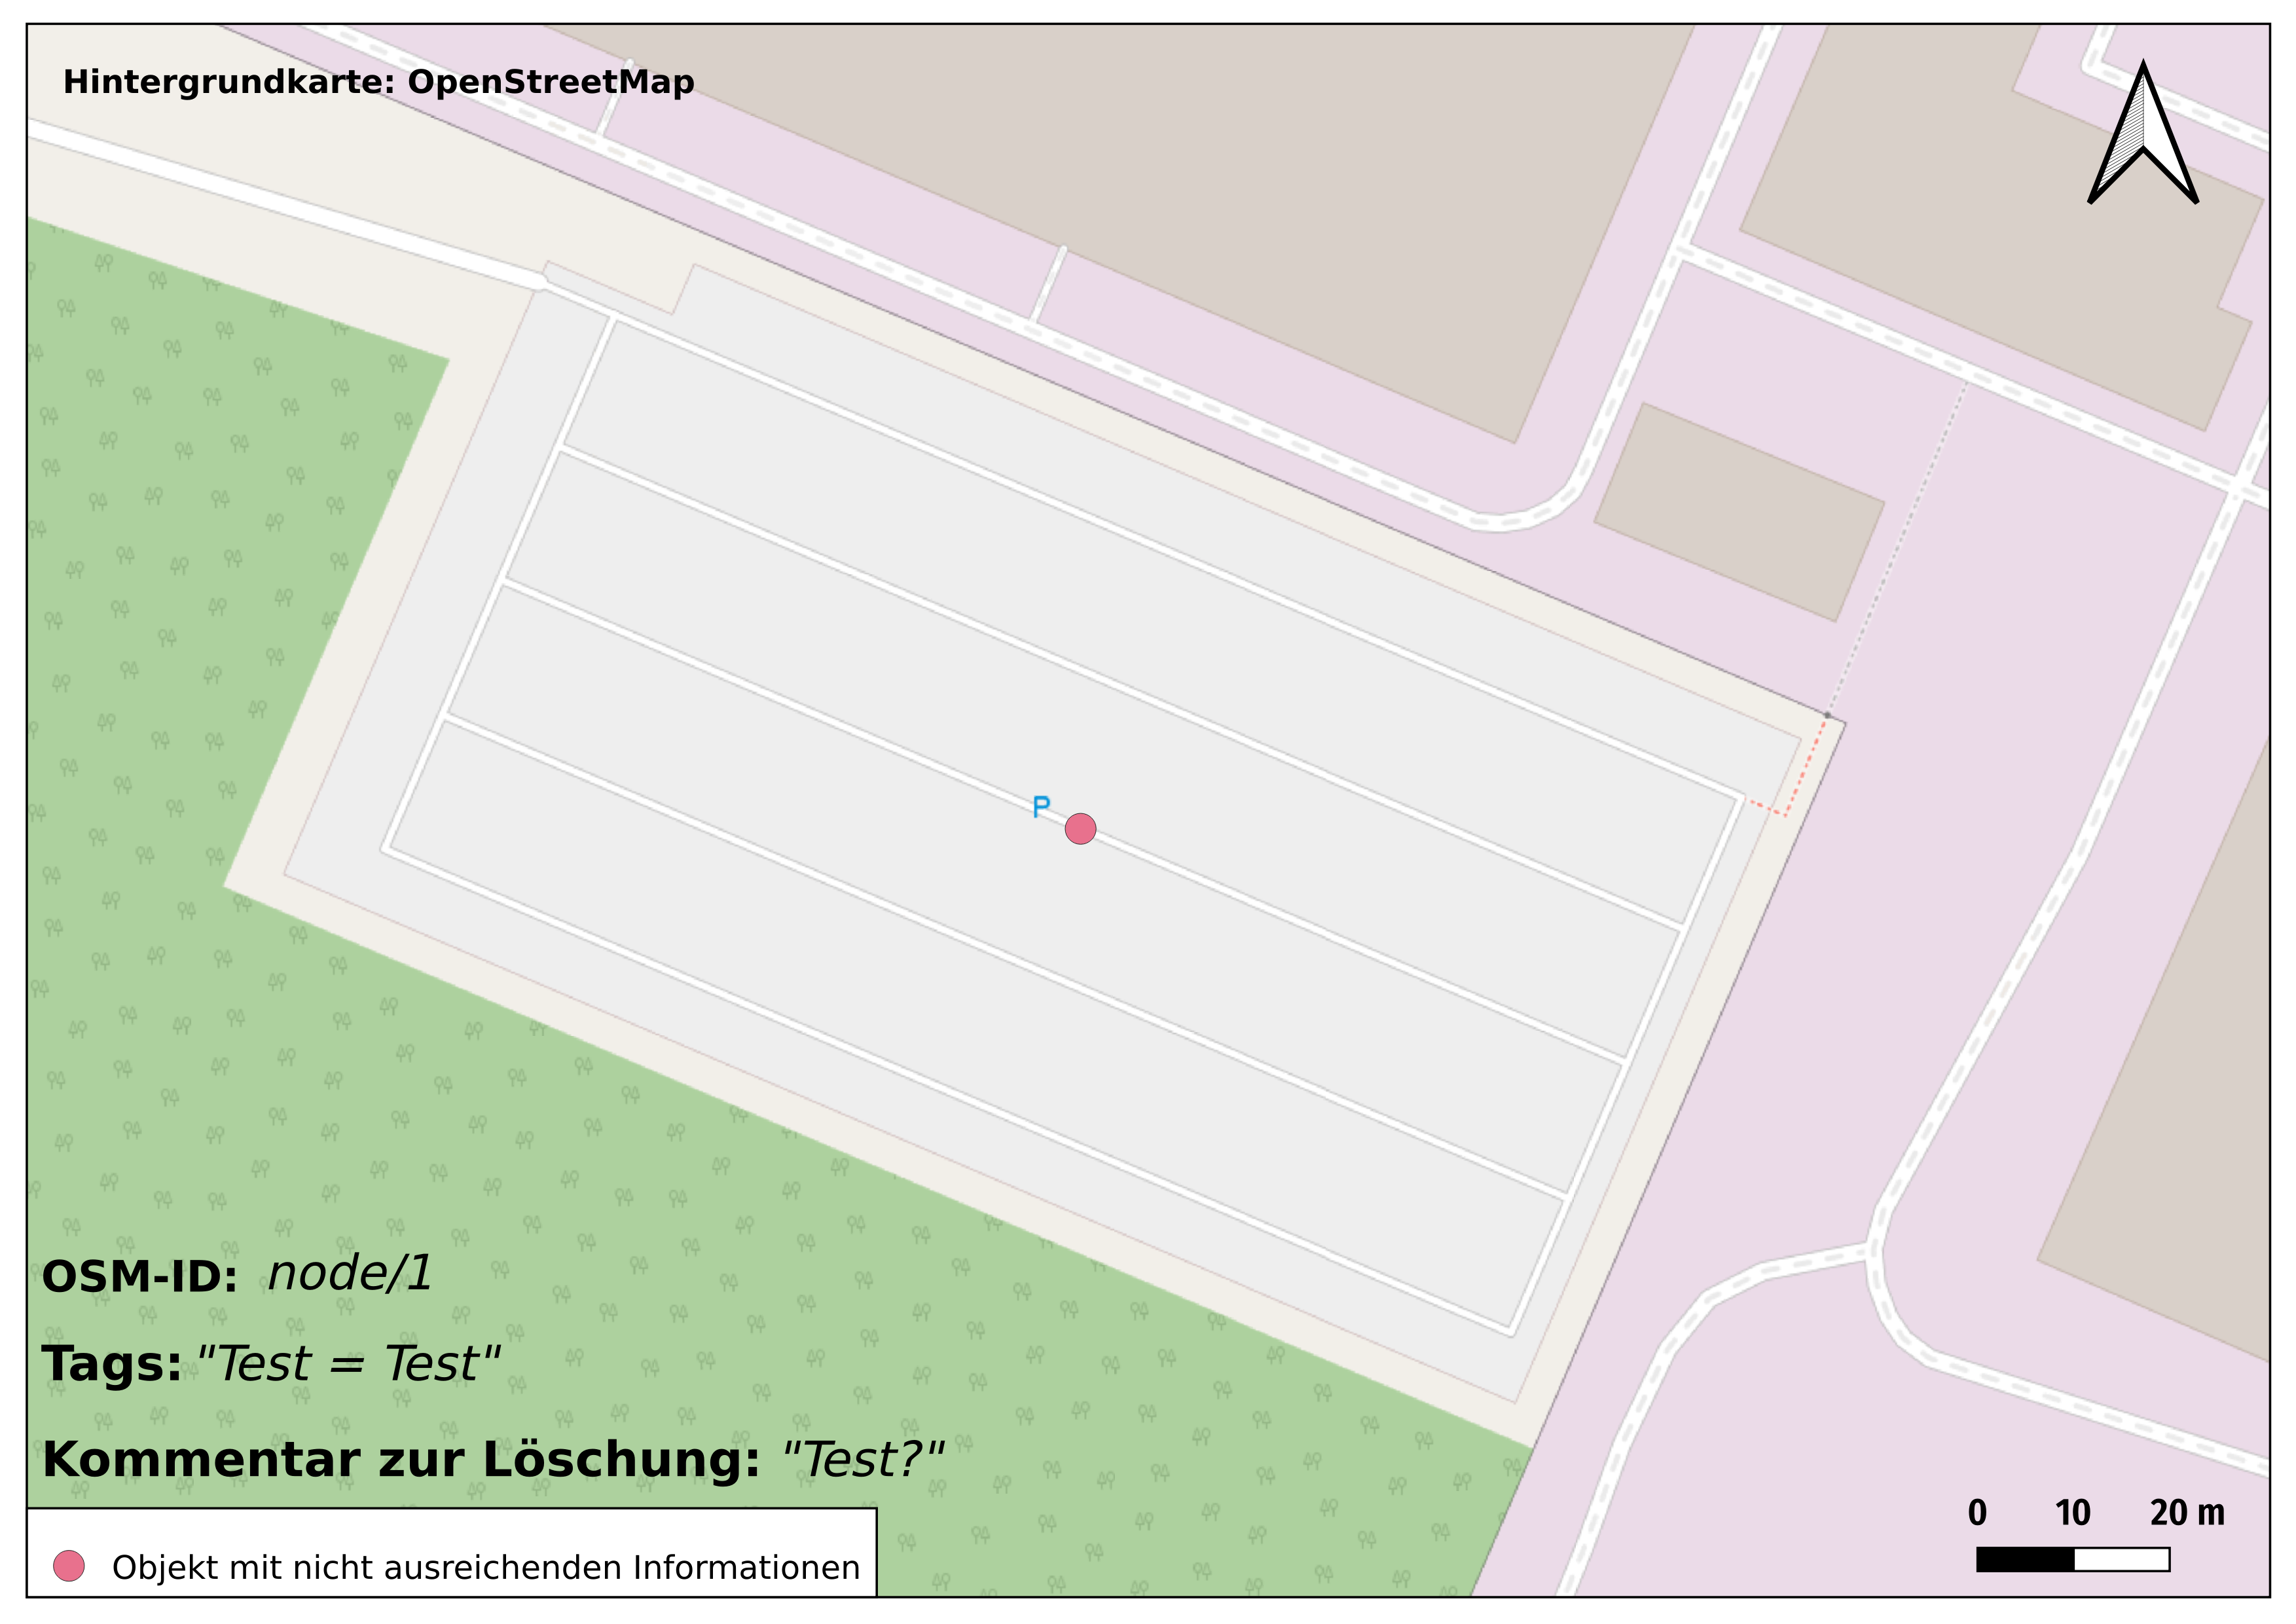 Hintergrundkarte: OpenStreetMap
P
OSM-ID: node/1
Tags: "Test = Test"
Kommentar zur Löschung: "Test?"
Objekt mit nicht ausreichenden Informationen
0 10 20 m